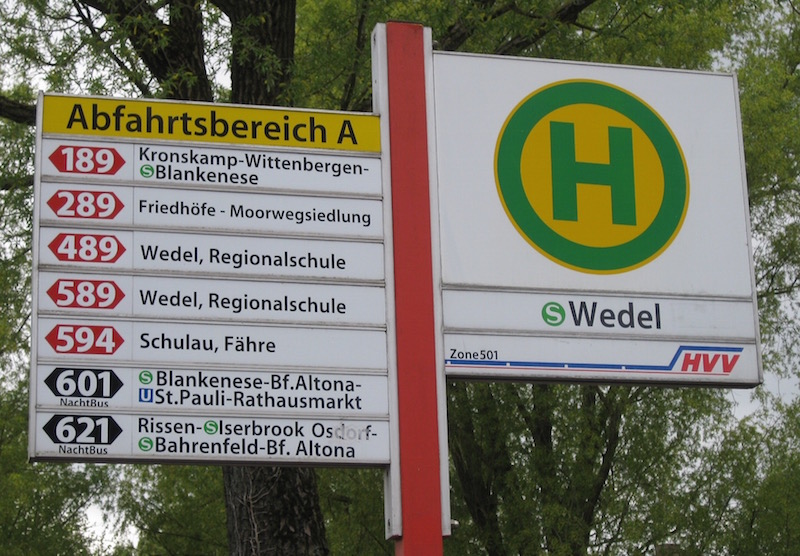 Abfahrtsbereich A
189 Kronskamp-Wittenbergen-
S Blankenese
289 Friedhöfe - Moorwegsiedlung
489 Wedel, Regionalschule
589 Wedel, Regionalschule
594 Schulau, Fähre
601 S Blankenese-Bf.Altona-
NachtBus U St.Pauli-Rathausmarkt
621 Rissen-S Iserbrook Osdorf-
NachtBus S Bahrenfeld-Bf. Altona
H
S Wedel
Zone501
HVV